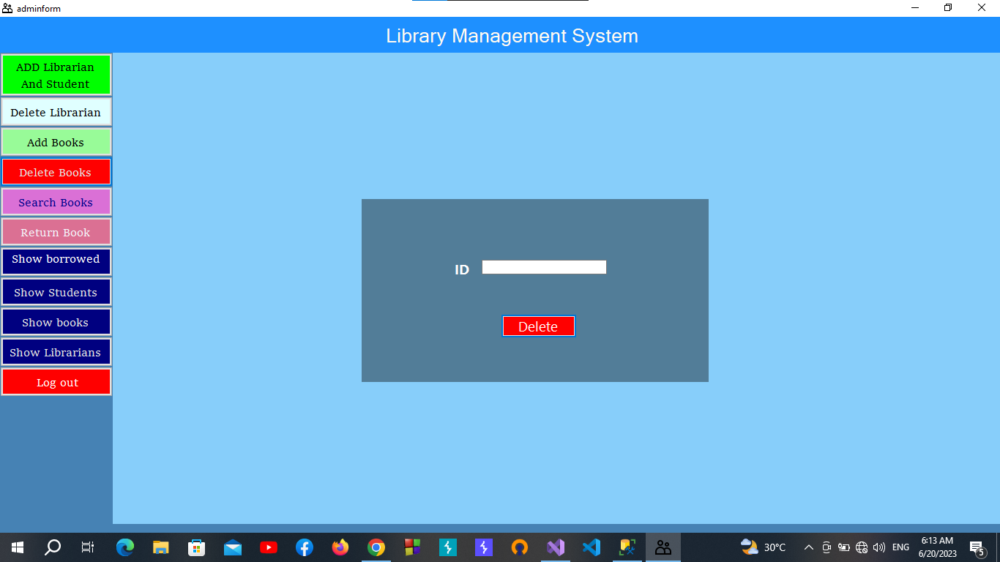 adminform
Library Management System
ADD Librarian
And Student
Delete Librarian
Add Books
Delete Books
Search Books
Return Book
Show borrowed
Show Students
Show books
Show Librarians
Log out
ID
Delete
30°C
ENG
6:13 AM
6/20/2023
5